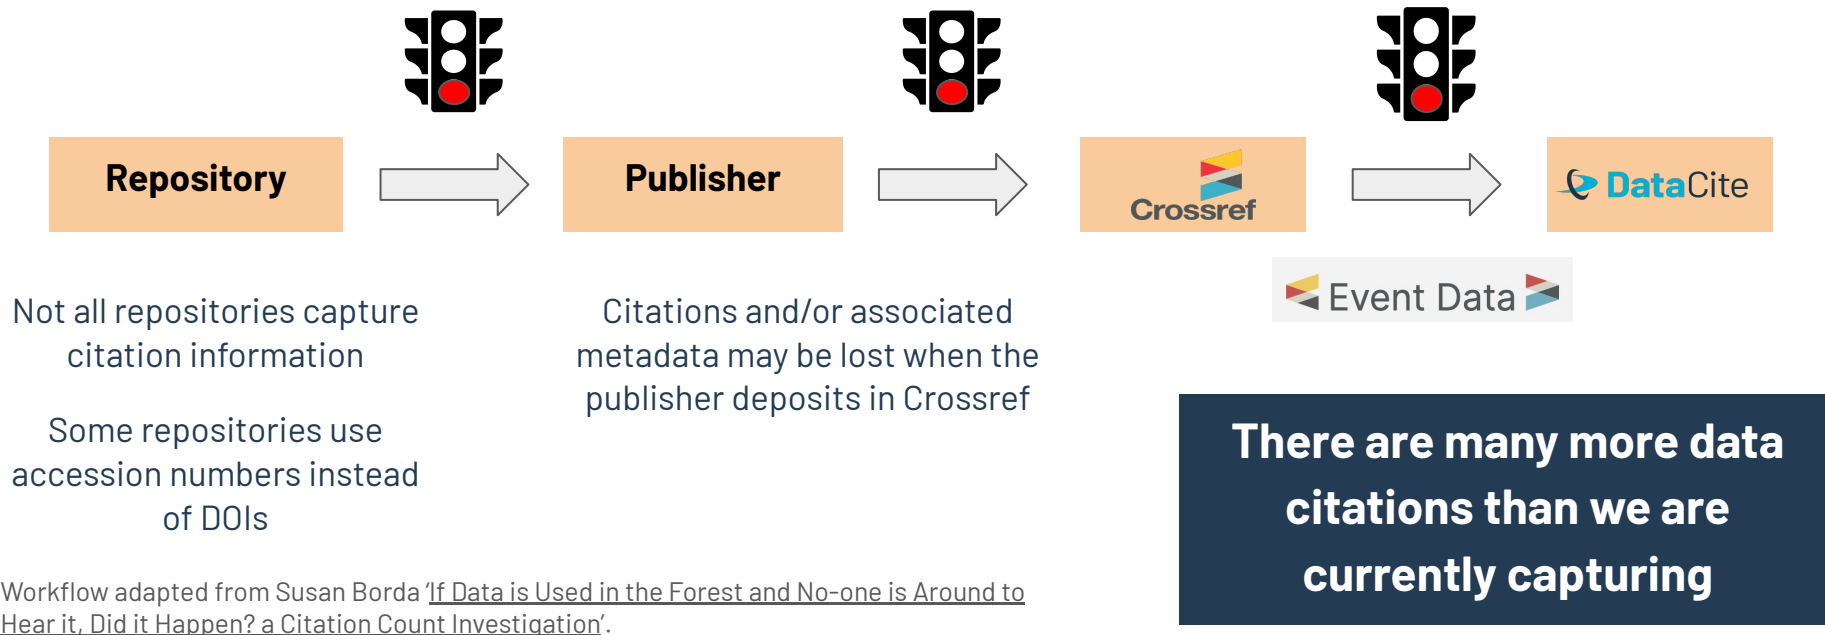 Repository
Publisher
Crossref
DataCite
Event Data
Not all repositories capture
citation information
Some repositories use
accession numbers instead
of DOIs
Citations and/or associated
metadata may be lost when the
publisher deposits in Crossref
There are many more data
citations than we are
currently capturing
Workflow adapted from Susan Borda ‘If Data is Used in the Forest and No-one is Around to
Hear it, Did it Happen? a Citation Count Investigation’.